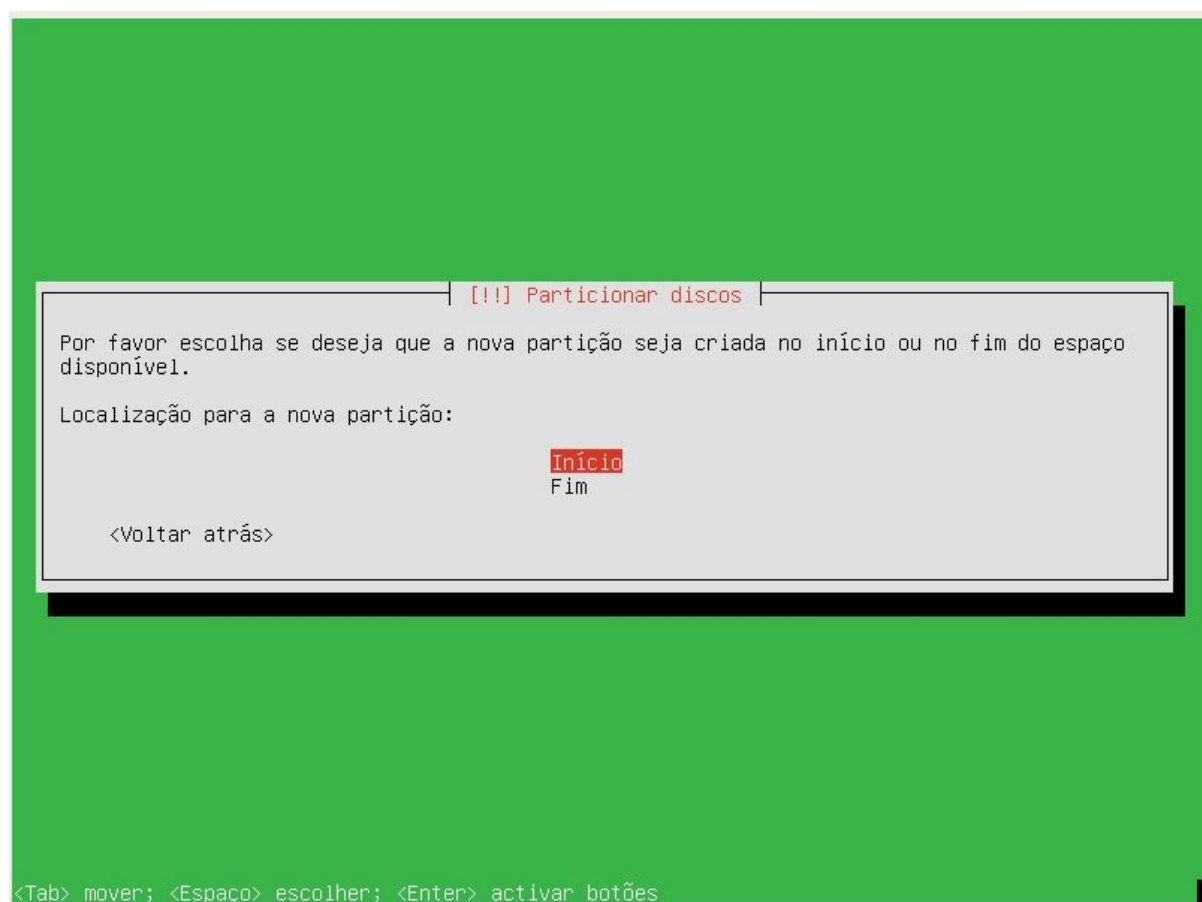 [!!] Particionar discos
Por favor escolha se deseja que a nova partição seja criada no início ou no fim do espaço
disponível.
Localização para a nova partição:
Início
Fim
<Voltar atrás>
<Tab> mover; <Espaço> escolher; <Enter> activar botões